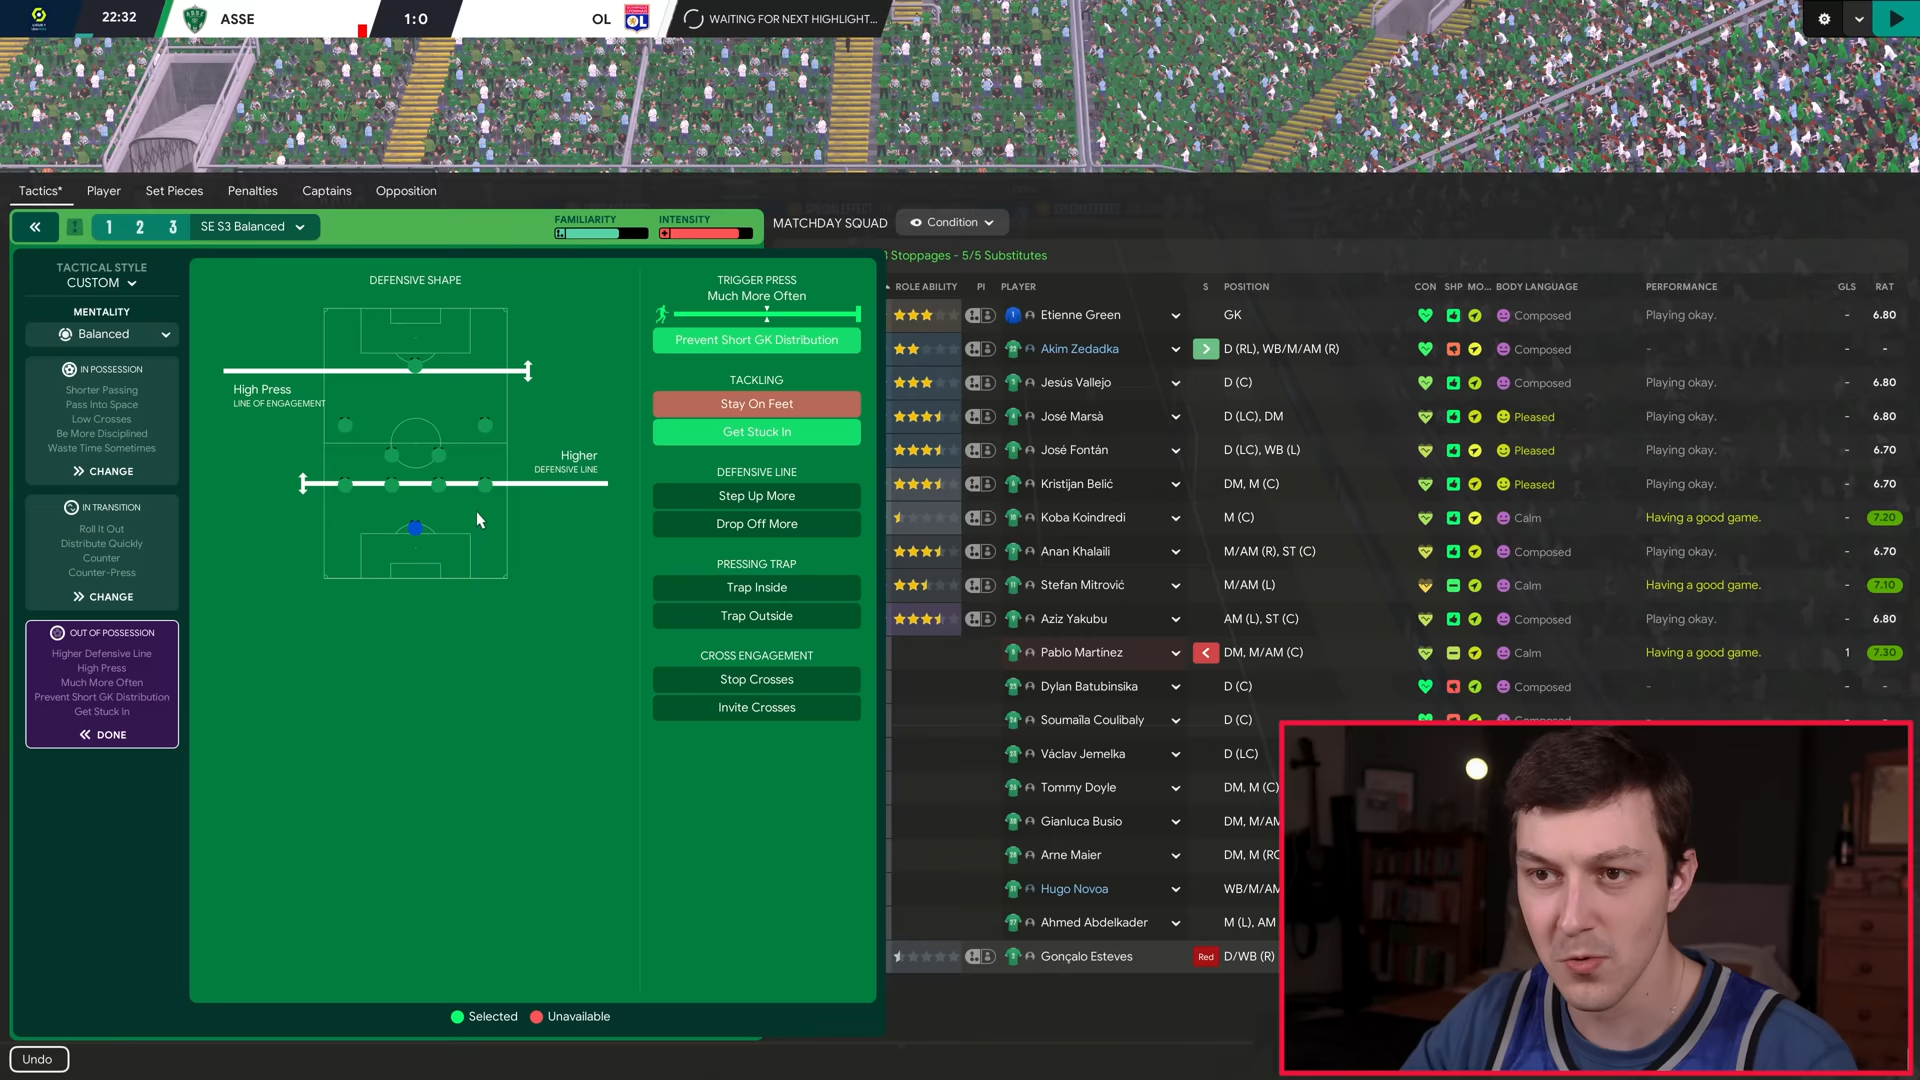 22:32
ASSE
1:0
OL
WAITING FOR NEXT HIGHLIGHT...
Tactics*
Player
Set Pieces
Penalties
Captains
Opposition
1 2 3
SE S3 Balanced
FAMILIARITY
INTENSITY
MATCHDAY SQUAD
Condition
TACTICAL STYLE
CUSTOM
MENTALITY
Balanced
IN POSSESSION
Shorter Passing
Pass Into Space
Low Crosses
Be More Disciplined
Waste Time Sometimes
CHANGE
IN TRANSITION
Roll It Out
Distribute Quickly
Counter
Counter-Press
CHANGE
OUT OF POSSESSION
Higher Defensive Line
High Press
Much More Often
Prevent Short GK Distribution
Get Stuck In
DONE
DEFENSIVE SHAPE
High Press
LINE OF ENGAGEMENT
Higher
DEFENSIVE LINE
TRIGGER PRESS
Much More Often
Prevent Short GK Distribution
TACKLING
Stay On Feet
Get Stuck In
DEFENSIVE LINE
Step Up More
Drop Off More
PRESSING TRAP
Trap Inside
Trap Outside
CROSS ENGAGEMENT
Stop Crosses
Invite Crosses
Selected
Unavailable
Undo
Stoppages - 5/5 Substitutes
ROLE ABILITY PI PLAYER S POSITION CON SHP MO... BODY LANGUAGE PERFORMANCE GLS RAT
Etienne Green GK Composed Playing okay. - 6.80
Akim Zedadka D (RL), WB/M/AM (R) Composed - - -
Jesús Vallejo D (C) Composed Playing okay. - 6.80
José Marsà D (LC), DM Pleased Playing okay. - 6.80
José Fontán D (LC), WB (L) Pleased Playing okay. - 6.70
Kristijan Belić DM, M (C) Pleased Playing okay. - 6.70
Koba Koindredi M (C) Calm Having a good game. - 7.20
Anan Khalaili M/AM (R), ST (C) Composed Playing okay. - 6.70
Stefan Mitrović M/AM (L) Calm Having a good game. - 7.10
Aziz Yakubu AM (L), ST (C) Composed Playing okay. - 6.80
Pablo Martínez DM, M/AM (C) Calm Having a good game. 1 7.30
Dylan Batubinsika D (C) Composed - - -
Soumaïla Coulibaly D (C)
Václav Jemelka D (LC)
Tommy Doyle DM, M (C)
Gianluca Busio DM, M/AM
Arne Maier DM, M (RC
Hugo Novoa WB/M/AM
Ahmed Abdelkader M (L), AM
Gonçalo Esteves Red D/WB (R)